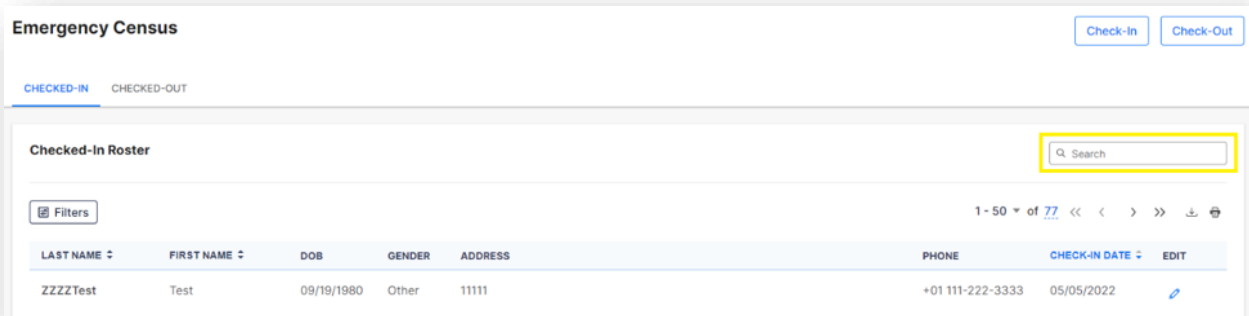 Emergency Census
Check-In Check-Out
CHECKED-IN CHECKED-OUT
Checked-In Roster
Search
Filters
1 - 50 of 77
LAST NAME FIRST NAME DOB GENDER ADDRESS PHONE CHECK-IN DATE EDIT
ZZZZTest Test 09/19/1980 Other 11111 +01 111-222-3333 05/05/2022